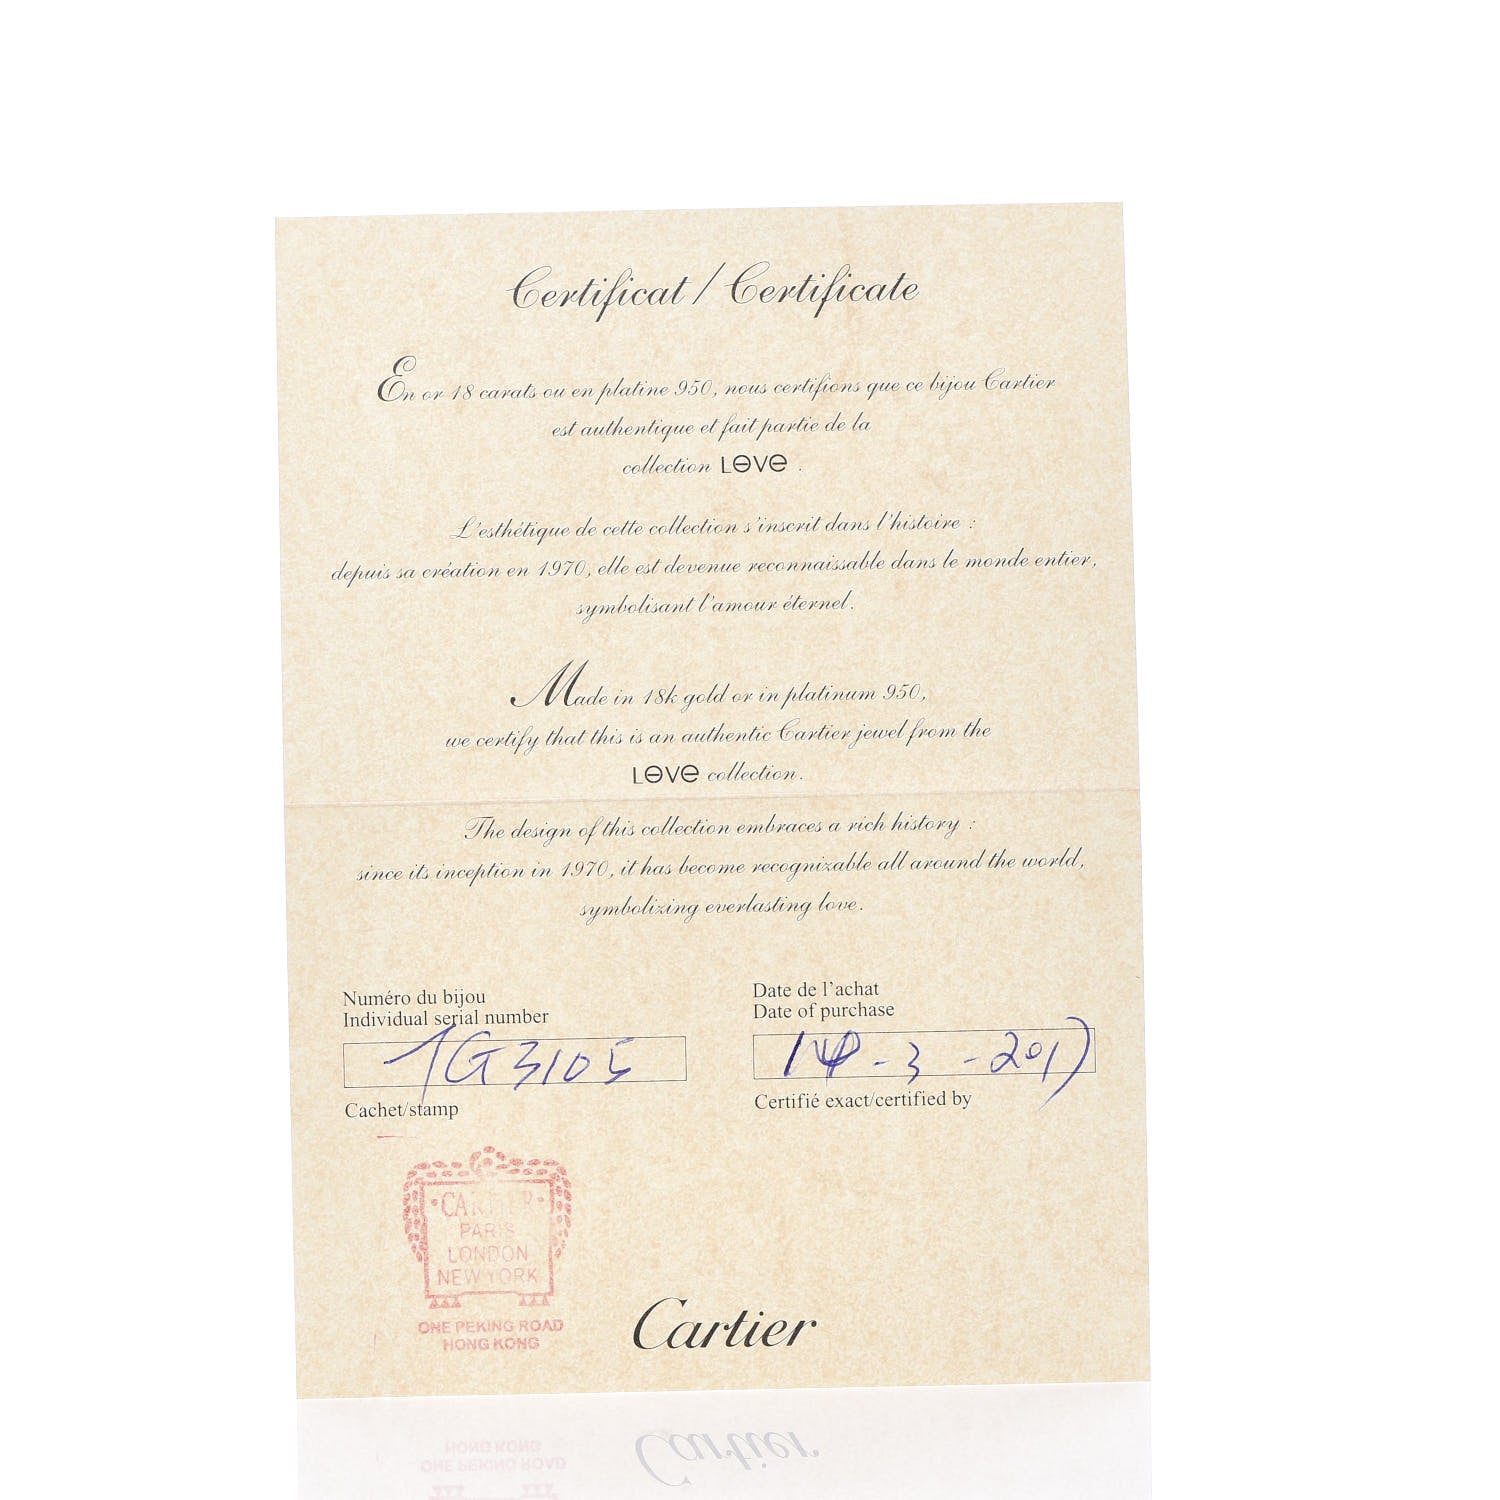 Certificat / Certificate
En or 18 carats ou en platine 950, nous certifions que ce bijou Cartier
est authentique et fait partie de la
collection LOVE .
L'esthétique de cette collection s'inscrit dans l'histoire :
depuis sa création en 1970, elle est devenue reconnaissable dans le monde entier,
symbolisant l'amour éternel.
Made in 18k gold or in platinum 950,
we certify that this is an authentic Cartier jewel from the
LOVE collection.
The design of this collection embraces a rich history :
since its inception in 1970, it has become recognizable all around the world,
symbolizing everlasting love.
Numéro du bijou
Individual serial number
Date de l'achat
Date of purchase
1G3105
14-3-2017
Cachet/stamp
Certifié exact/certified by
CARTIER
PARIS
LONDON
NEW YORK
ONE PEKING ROAD
HONG KONG
Cartier